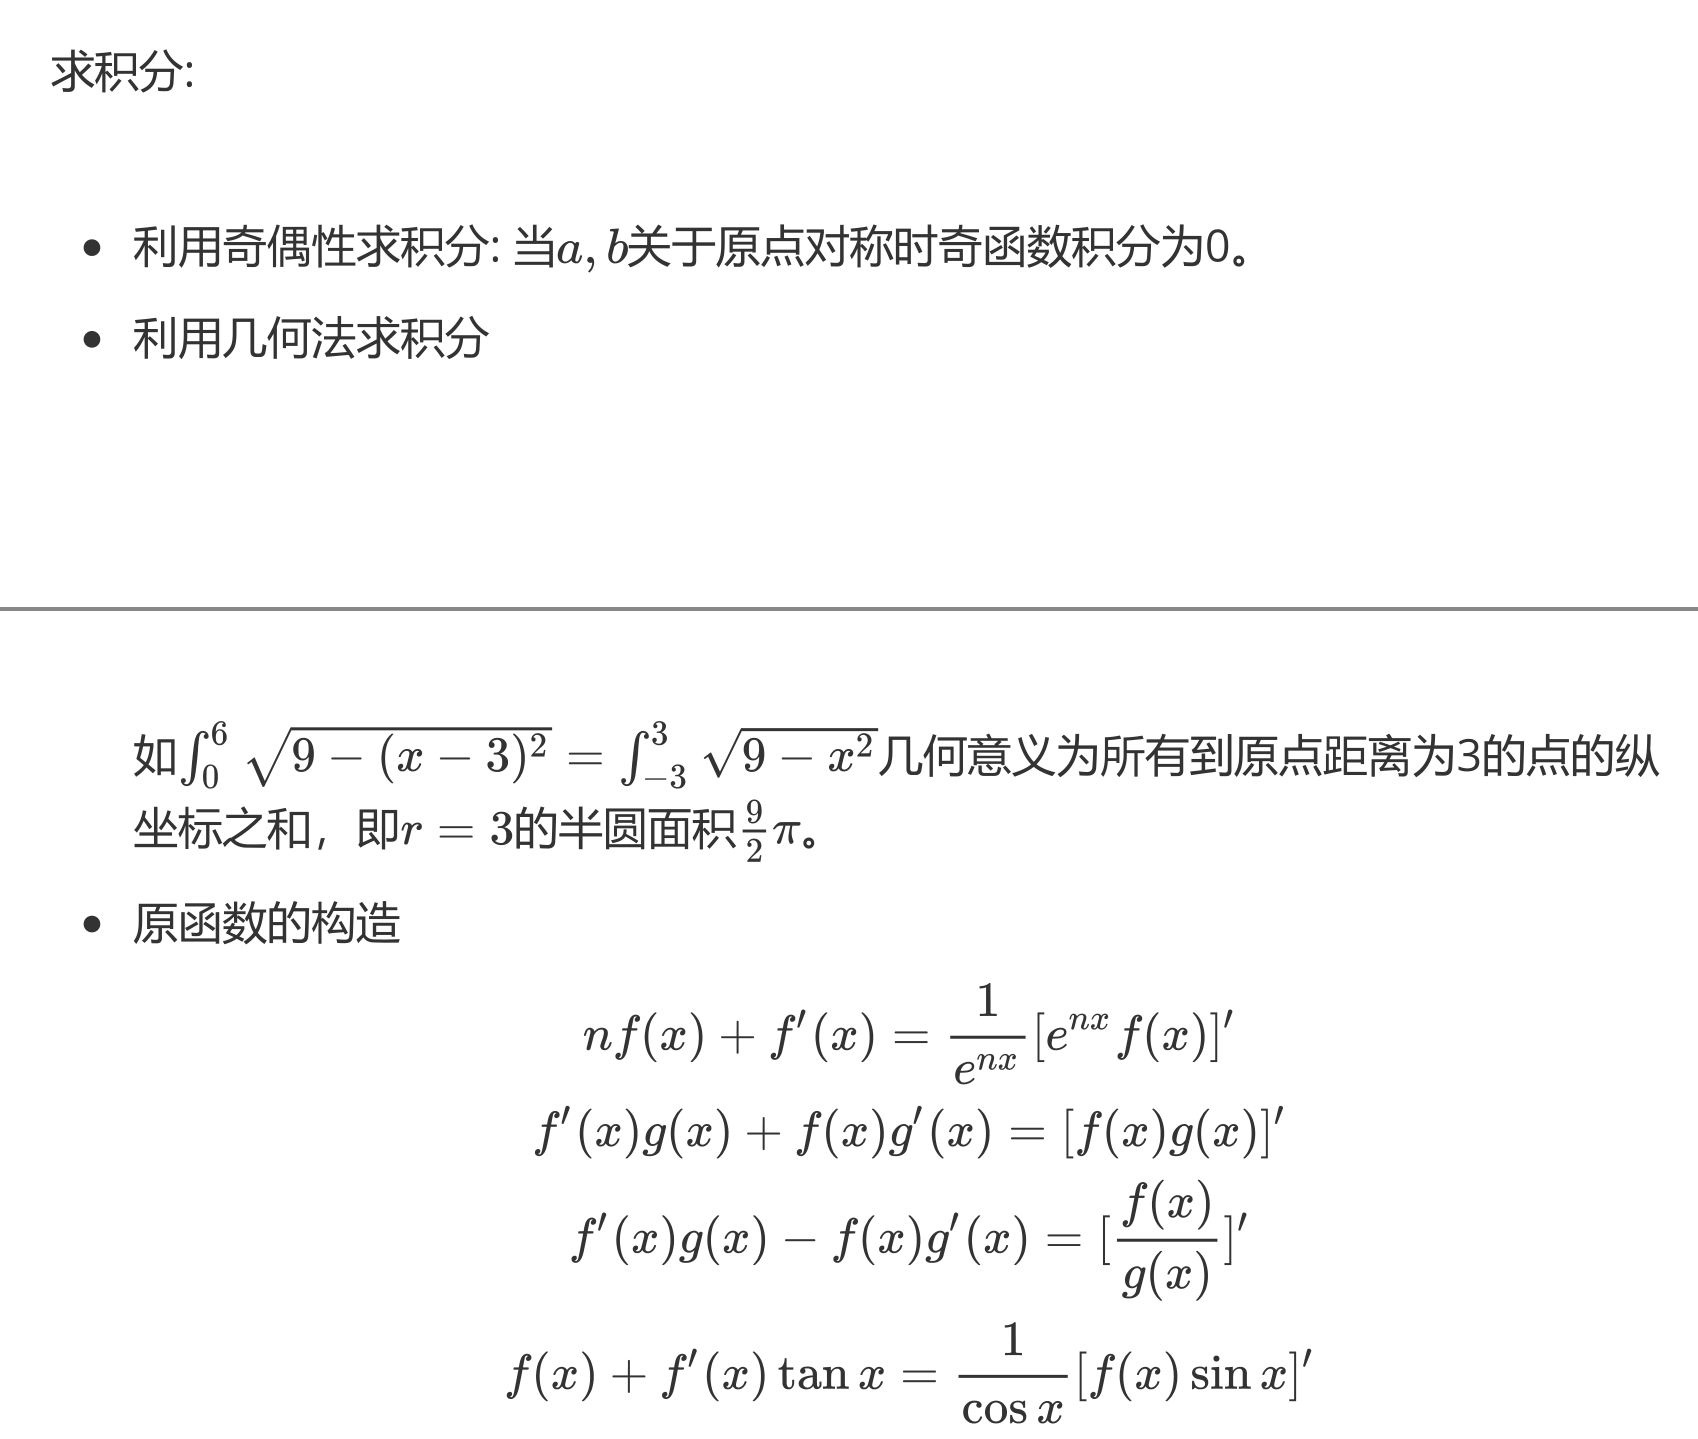 求积分:
• 利用奇偶性求积分: 当$a, b$关于原点对称时奇函数积分为0。
• 利用几何法求积分
如$\int_0^6 \sqrt{9-(x-3)^2} = \int_{-3}^3 \sqrt{9-x^2}$几何意义为所有到原点距离为3的点的纵
坐标之和，即$r = 3$的半圆面积$\frac{9}{2}\pi$。
• 原函数的构造
$nf(x) + f'(x) = \frac{1}{e^{nx}}[e^{nx}f(x)]'$
$f'(x)g(x) + f(x)g'(x) = [f(x)g(x)]'$
$f'(x)g(x) - f(x)g'(x) = [\frac{f(x)}{g(x)}]'$
$f(x) + f'(x)\tan x = \frac{1}{\cos x}[f(x)\sin x]'$